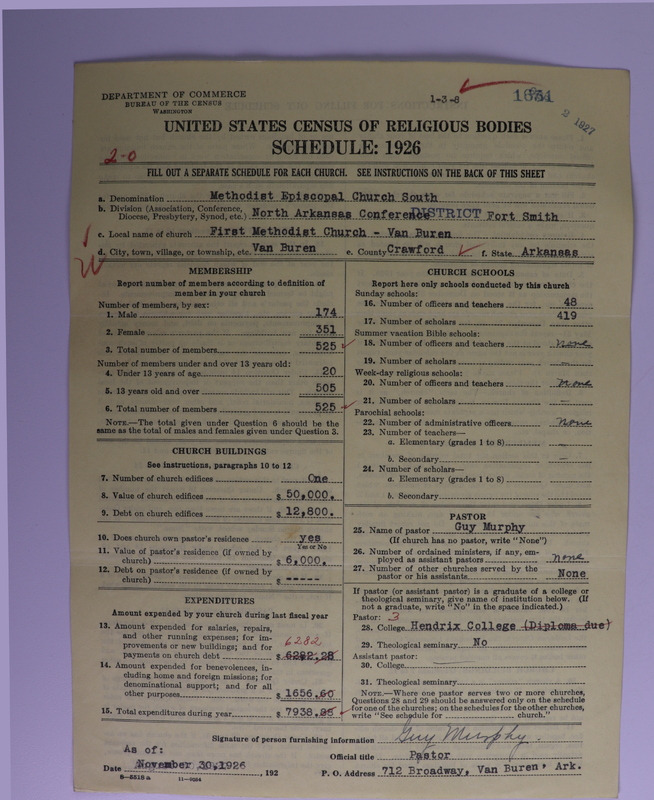 DEPARTMENT OF COMMERCE
BUREAU OF THE CENSUS
WASHINGTON
1-3-8
2 1927
UNITED STATES CENSUS OF RELIGIOUS BODIES
SCHEDULE: 1926
2-0
FILL OUT A SEPARATE SCHEDULE FOR EACH CHURCH. SEE INSTRUCTIONS ON THE BACK OF THIS SHEET
a. Denomination Methodist Episcopal Church South
b. Division (Association, Conference, Diocese, Presbytery, Synod, etc.) North Arkansas Conference DISTRICT Fort Smith
c. Local name of church First Methodist Church - Van Buren
d. City, town, village, or township, etc. Van Buren e. County Crawford f. State Arkansas
MEMBERSHIP
Report number of members according to definition of
member in your church
Number of members, by sex:
1. Male 174
2. Female 351
3. Total number of members 525
Number of members under and over 13 years old:
4. Under 13 years of age 20
5. 13 years old and over 505
6. Total number of members 525
NOTE.—The total given under Question 6 should be the
same as the total of males and females given under Question 3.
CHURCH BUILDINGS
See instructions, paragraphs 10 to 12
7. Number of church edifices One
8. Value of church edifices $ 50,000.
9. Debt on church edifices $ 12,800.
10. Does church own pastor's residence yes
Yes or No
11. Value of pastor's residence (if owned by
church) $ 6,000.
12. Debt on pastor's residence (if owned by
church) $ -----
EXPENDITURES
Amount expended by your church during last fiscal year
13. Amount expended for salaries, repairs,
and other running expenses; for im-
provements or new buildings; and for
payments on church debt 6282 $ 6282.28
14. Amount expended for benevolences, in-
cluding home and foreign missions; for
denominational support; and for all
other purposes $ 1656.60
15. Total expenditures during year $ 7938.88
CHURCH SCHOOLS
Report here only schools conducted by this church
Sunday schools:
16. Number of officers and teachers 48
17. Number of scholars 419
Summer vacation Bible schools:
18. Number of officers and teachers none
19. Number of scholars —
Week-day religious schools:
20. Number of officers and teachers none
21. Number of scholars —
Parochial schools:
22. Number of administrative officers None
23. Number of teachers—
a. Elementary (grades 1 to 8) —
b. Secondary —
24. Number of scholars—
a. Elementary (grades 1 to 8) —
b. Secondary
PASTOR
25. Name of pastor Guy Murphy
(If church has no pastor, write "None")
26. Number of ordained ministers, if any, em-
ployed as assistant pastors none
27. Number of other churches served by the
pastor or his assistants None
If pastor (or assistant pastor) is a graduate of a college or
theological seminary, give name of institution below. (If
not a graduate, write "No" in the space indicated.)
Pastor: 3
28. College Hendrix College (Diploma due)
29. Theological seminary No
Assistant pastor:
30. College
31. Theological seminary
NOTE.—Where one pastor serves two or more churches,
Questions 28 and 29 should be answered only on the schedule
for one of the churches; on the schedules for the other churches,
write "See schedule for church."
Signature of person furnishing information Guy Murphy.
As of:
Official title Pastor
Date November 30, 1926, 192
P. O. Address 712 Broadway, Van Buren, Ark.
8-5518 a 11-9264